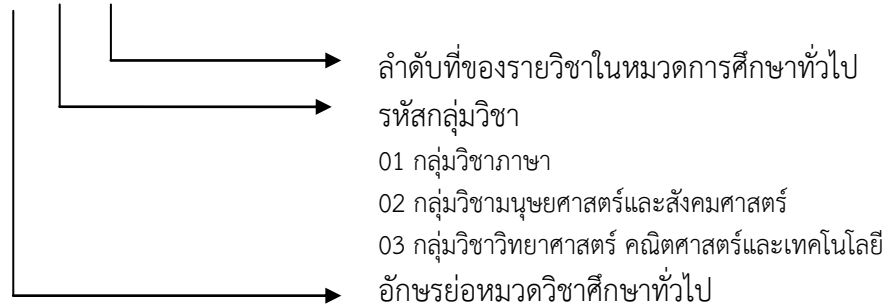 ลำดับที่ของรายวิชาในหมวดการศึกษาทั่วไป
รหัสกลุ่มวิชา
01 กลุ่มวิชาภาษา
02 กลุ่มวิชามนุษยศาสตร์และสังคมศาสตร์
03 กลุ่มวิชาวิทยาศาสตร์ คณิตศาสตร์และเทคโนโลยี
อักษรย่อหมวดวิชาศึกษาทั่วไป